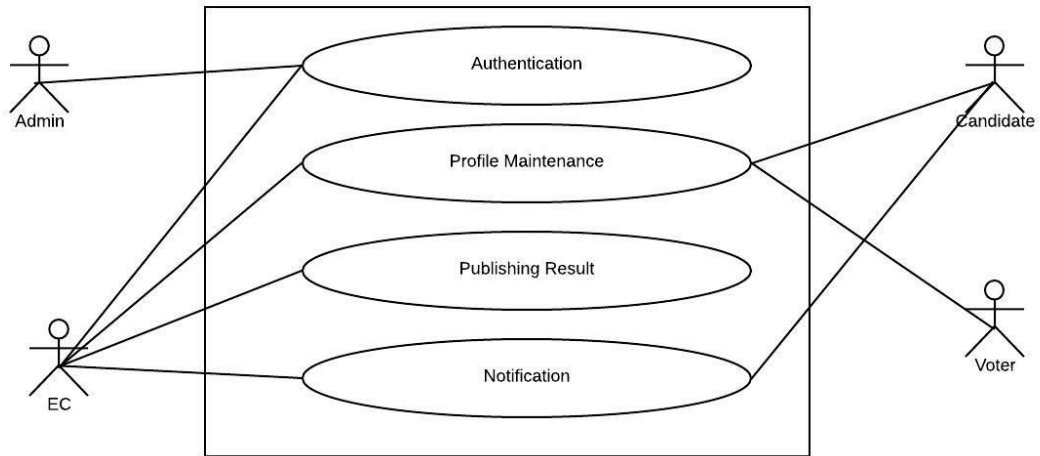 Authentication
Admin
Candidate
Profile Maintenance
Publishing Result
Voter
Notification
EC